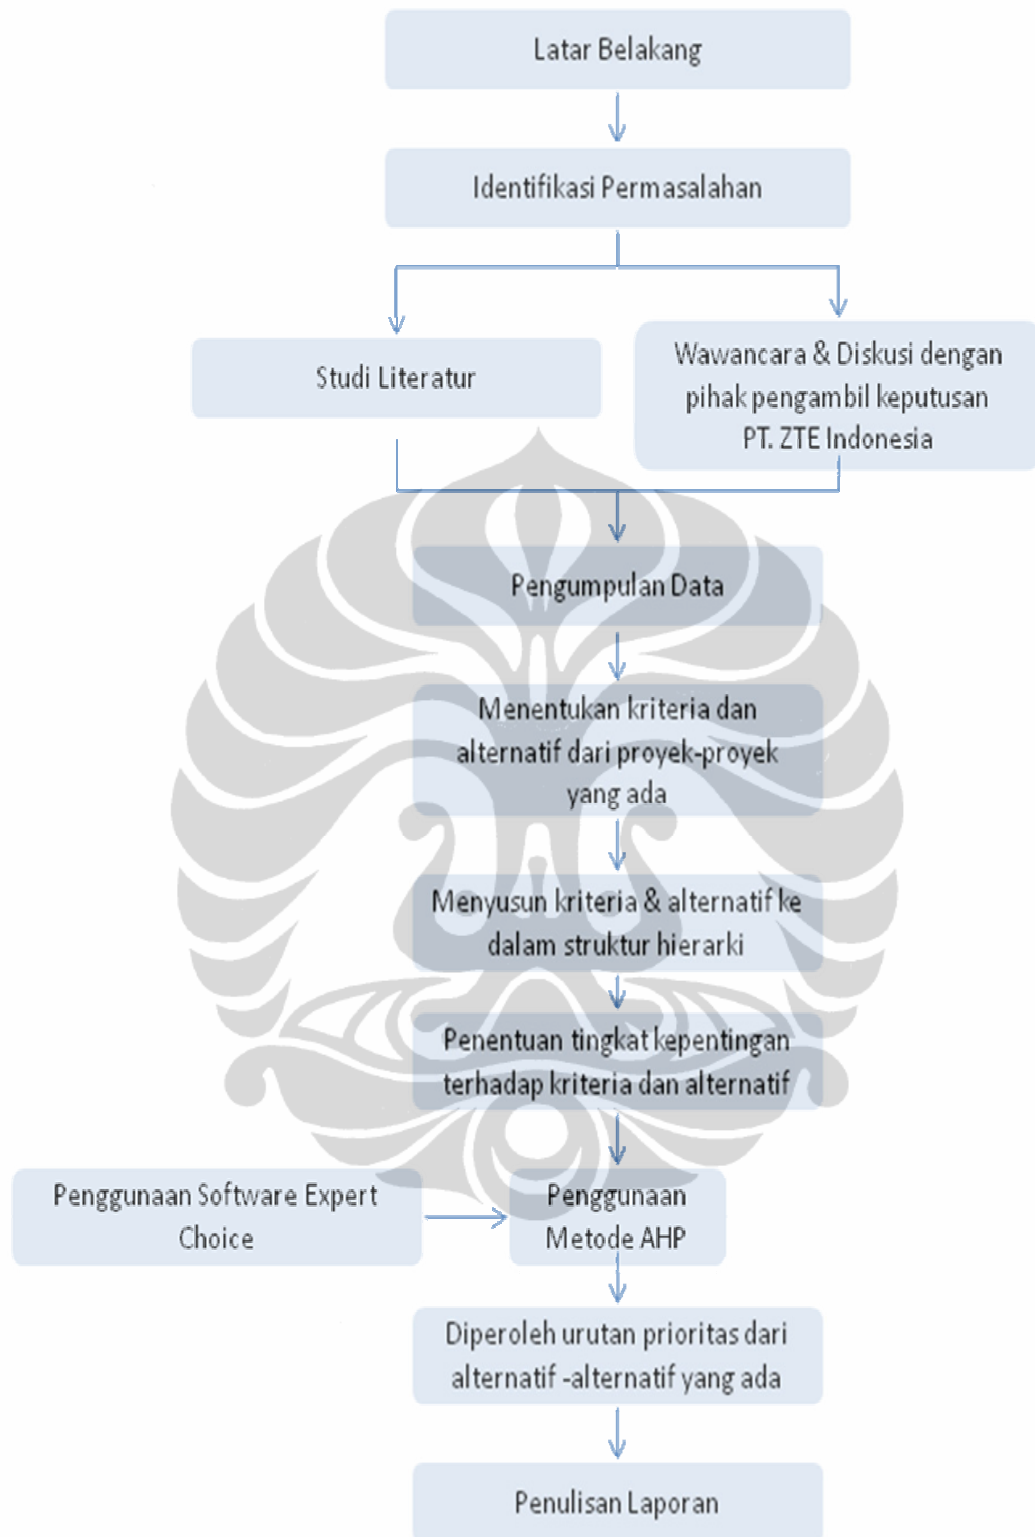 Latar Belakang
Identifikasi Permasalahan
Studi Literatur
Wawancara & Diskusi dengan
pihak pengambil keputusan
PT. ZTE Indonesia
Pengumpulan Data
Menentukan kriteria dan
alternatif dari proyek-proyek
yang ada
Menyusun kriteria & alternatif ke
dalam struktur hierarki
Penentuan tingkat kepentingan
terhadap kriteria dan alternatif
Penggunaan Software Expert
Choice
Penggunaan
Metode AHP
Diperoleh urutan prioritas dari
alternatif -alternatif yang ada
Penulisan Laporan